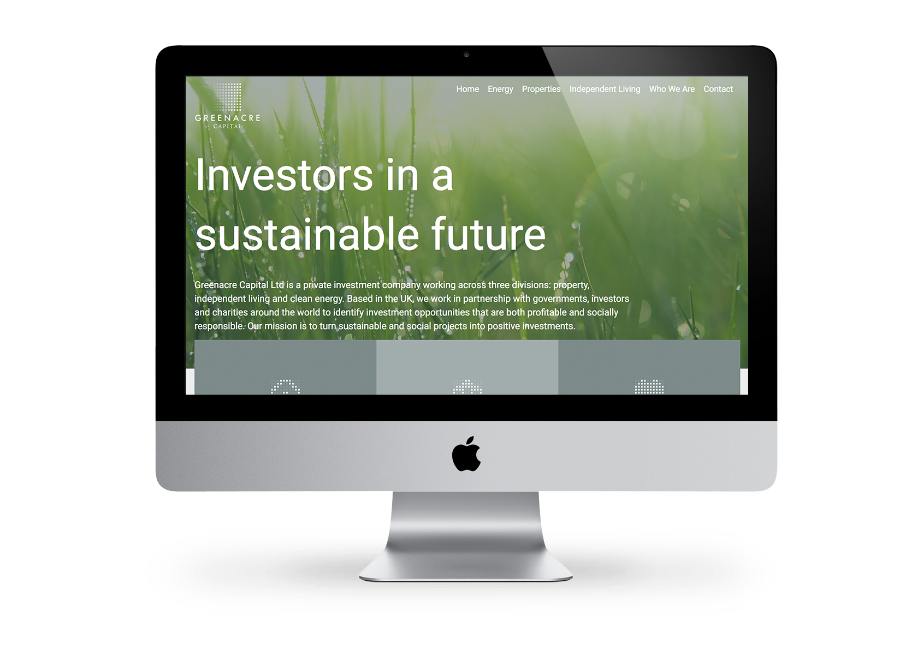 GREENACRE
CAPITAL
Home Energy Properties Independent Living Who We Are Contact
Investors in a
sustainable future
Greenacre Capital Ltd is a private investment company working across three divisions: property,
independent living and clean energy. Based in the UK, we work in partnership with governments, investors
and charities around the world to identify investment opportunities that are both profitable and socially
responsible. Our mission is to turn sustainable and social projects into positive investments.